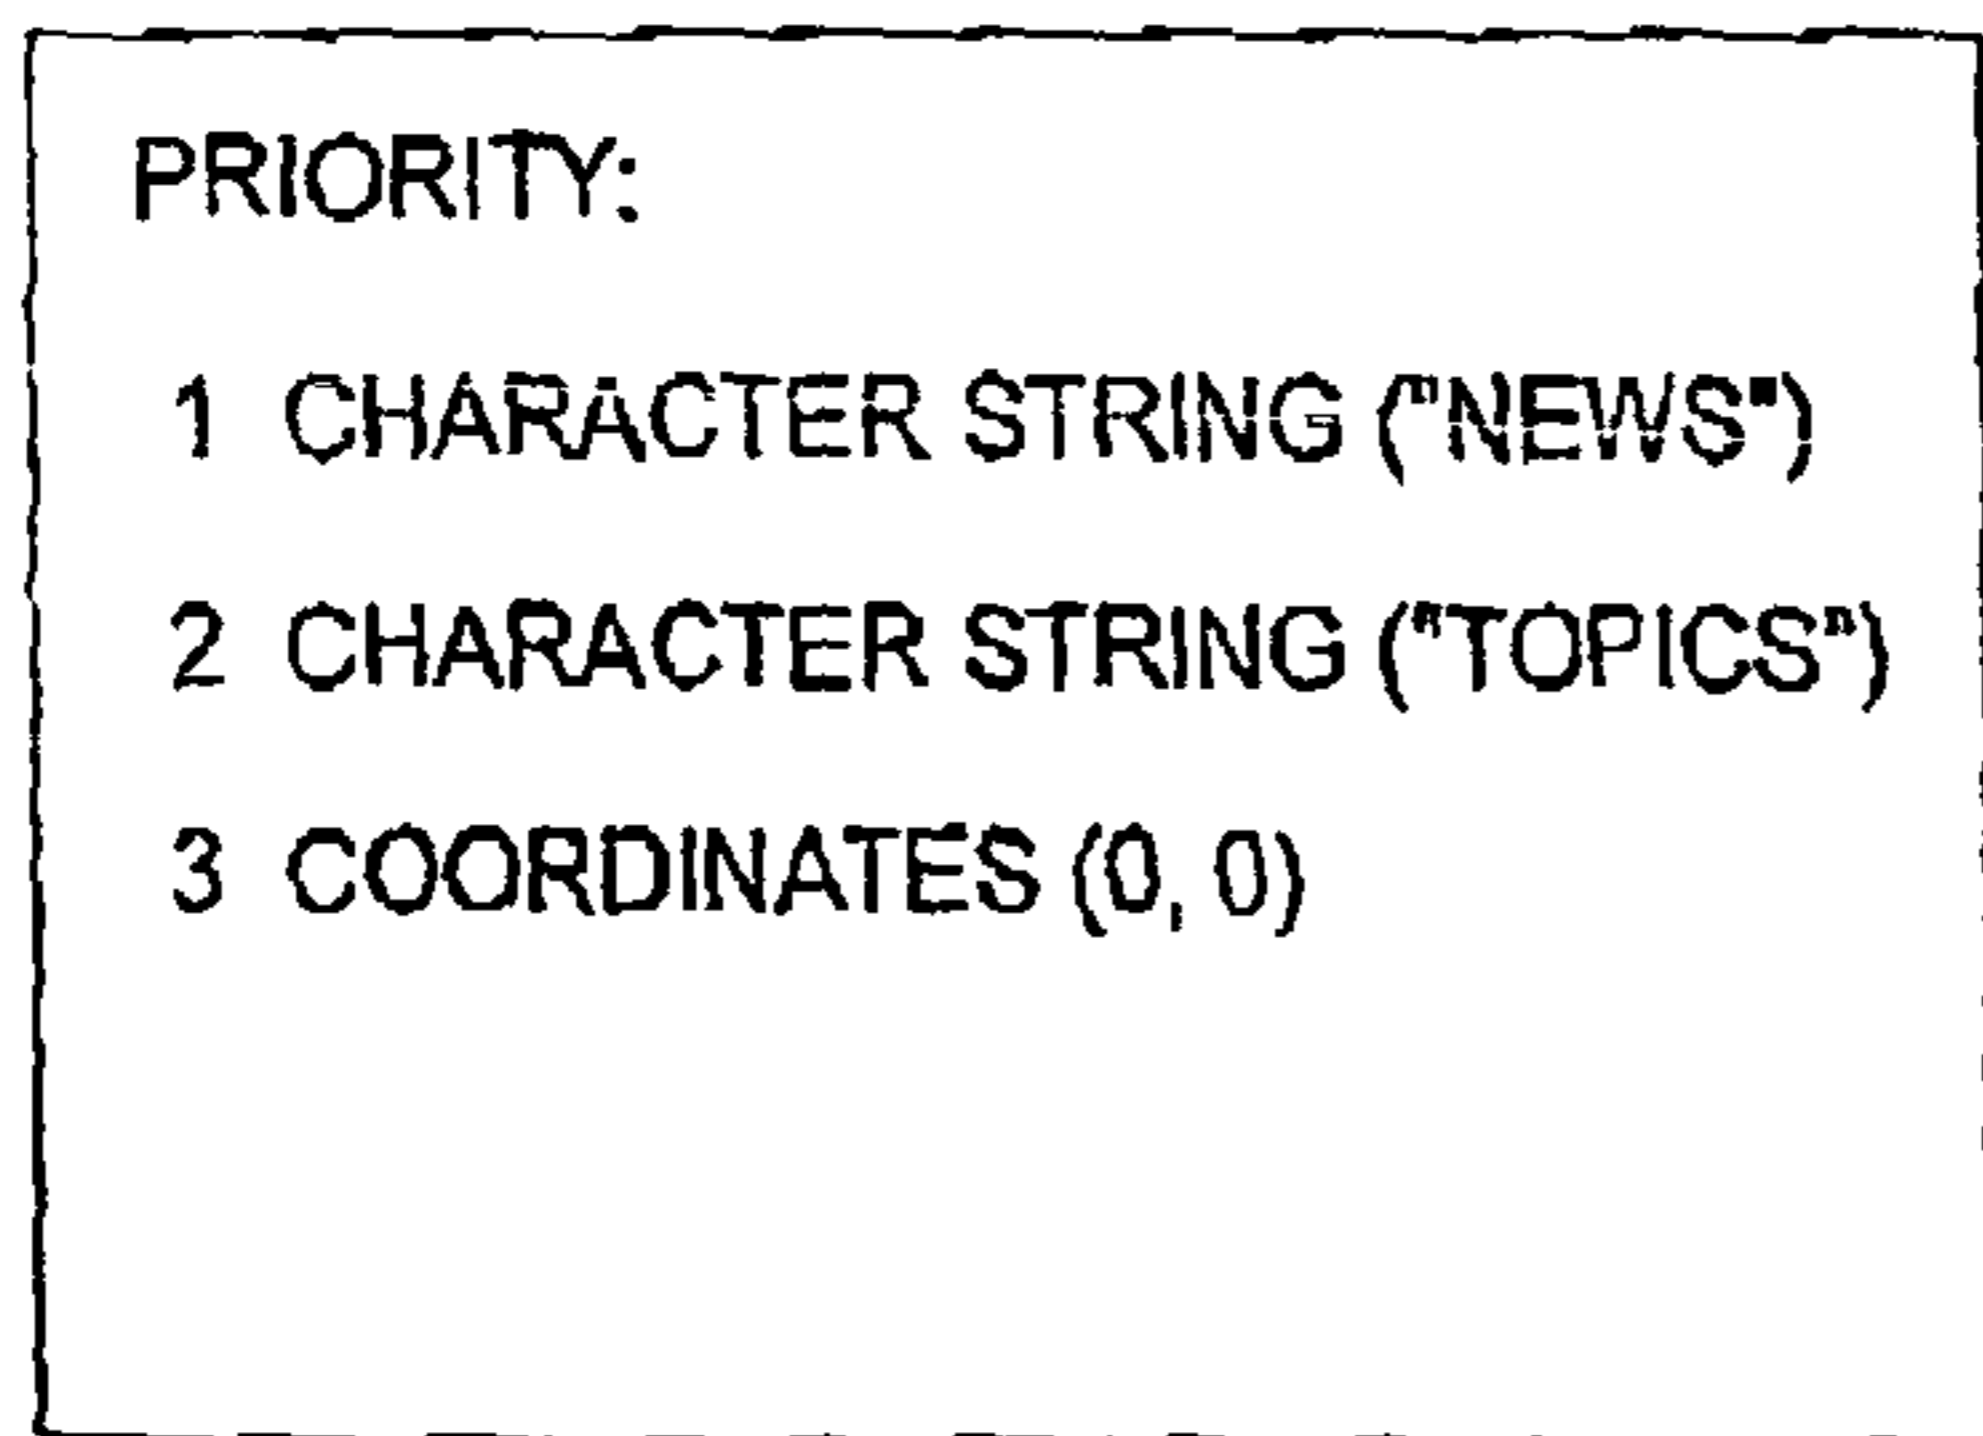 PRIORITY:
1 CHARACTER STRING ("NEWS")
2 CHARACTER STRING ("TOPICS")
3 COORDINATES (0, 0)